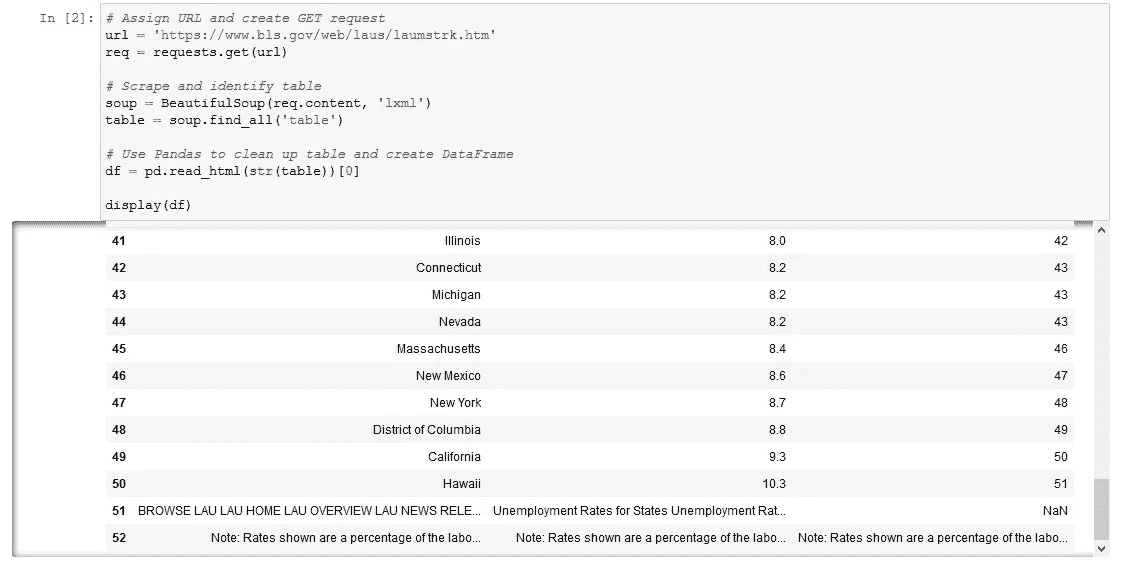 In [2]: # Assign URL and create GET request
url = 'https://www.bls.gov/web/laus/laumstrk.htm'
req = requests.get(url)
# Scrape and identify table
soup = BeautifulSoup(req.content, 'lxml')
table = soup.find_all('table')
# Use Pandas to clean up table and create DataFrame
df = pd.read_html(str(table))[0]
display(df)
41 Illinois 8.0 42
42 Connecticut 8.2 43
43 Michigan 8.2 43
44 Nevada 8.2 43
45 Massachusetts 8.4 46
46 New Mexico 8.6 47
47 New York 8.7 48
48 District of Columbia 8.8 49
49 California 9.3 50
50 Hawaii 10.3 51
51 BROWSE LAU LAU HOME LAU OVERVIEW LAU NEWS RELE... Unemployment Rates for States Unemployment Rat... NaN
52 Note: Rates shown are a percentage of the labo... Note: Rates shown are a percentage of the labo... Note: Rates shown are a percentage of the labo...